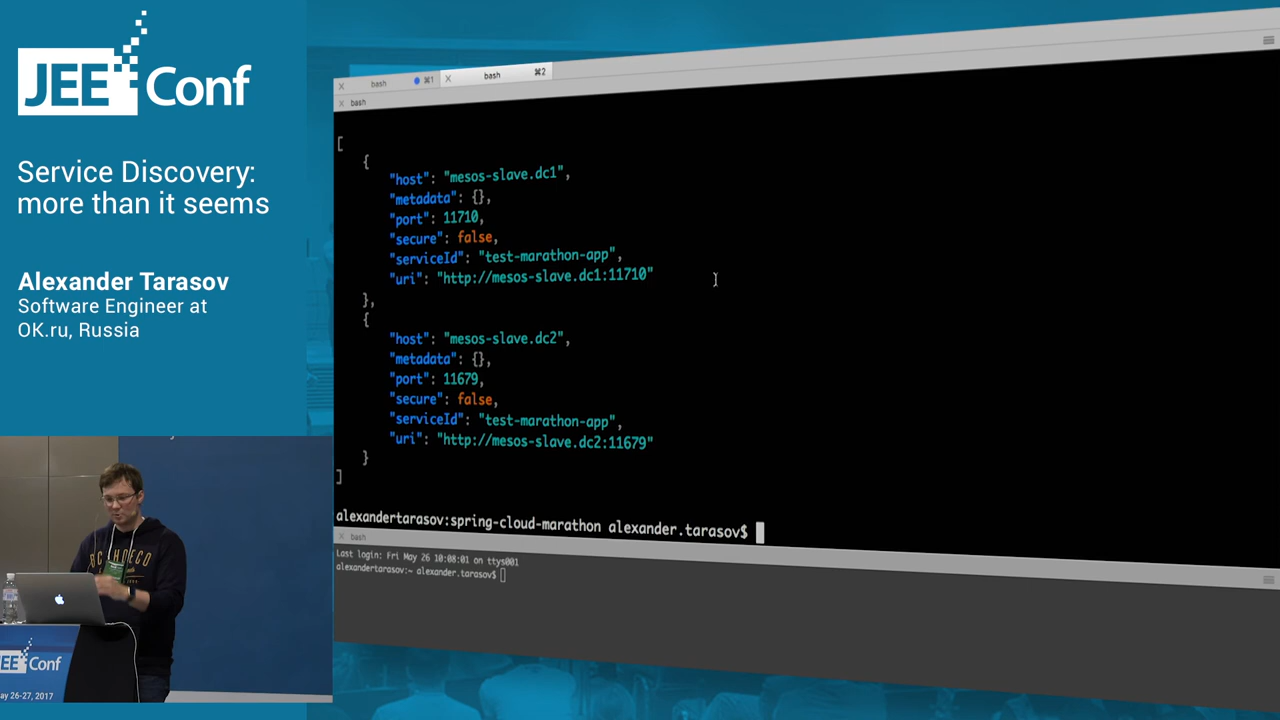 JEE Conf
Service Discovery:
more than it seems
Alexander Tarasov
Software Engineer at
OK.ru, Russia
bash ⌘1
bash ⌘2
bash
[
{
"host": "mesos-slave.dc1",
"metadata": {},
"port": 11710,
"secure": false,
"serviceId": "test-marathon-app",
"uri": "http://mesos-slave.dc1:11710"
},
{
"host": "mesos-slave.dc2",
"metadata": {},
"port": 11679,
"secure": false,
"serviceId": "test-marathon-app",
"uri": "http://mesos-slave.dc2:11679"
}
]
alexandertarasov:spring-cloud-marathon alexander.tarasov$
bash
Last login: Fri May 26 10:08:01 on ttys001
alexandertarasov:~ alexander.tarasov$
JEE Conf
ay 26-27, 2017